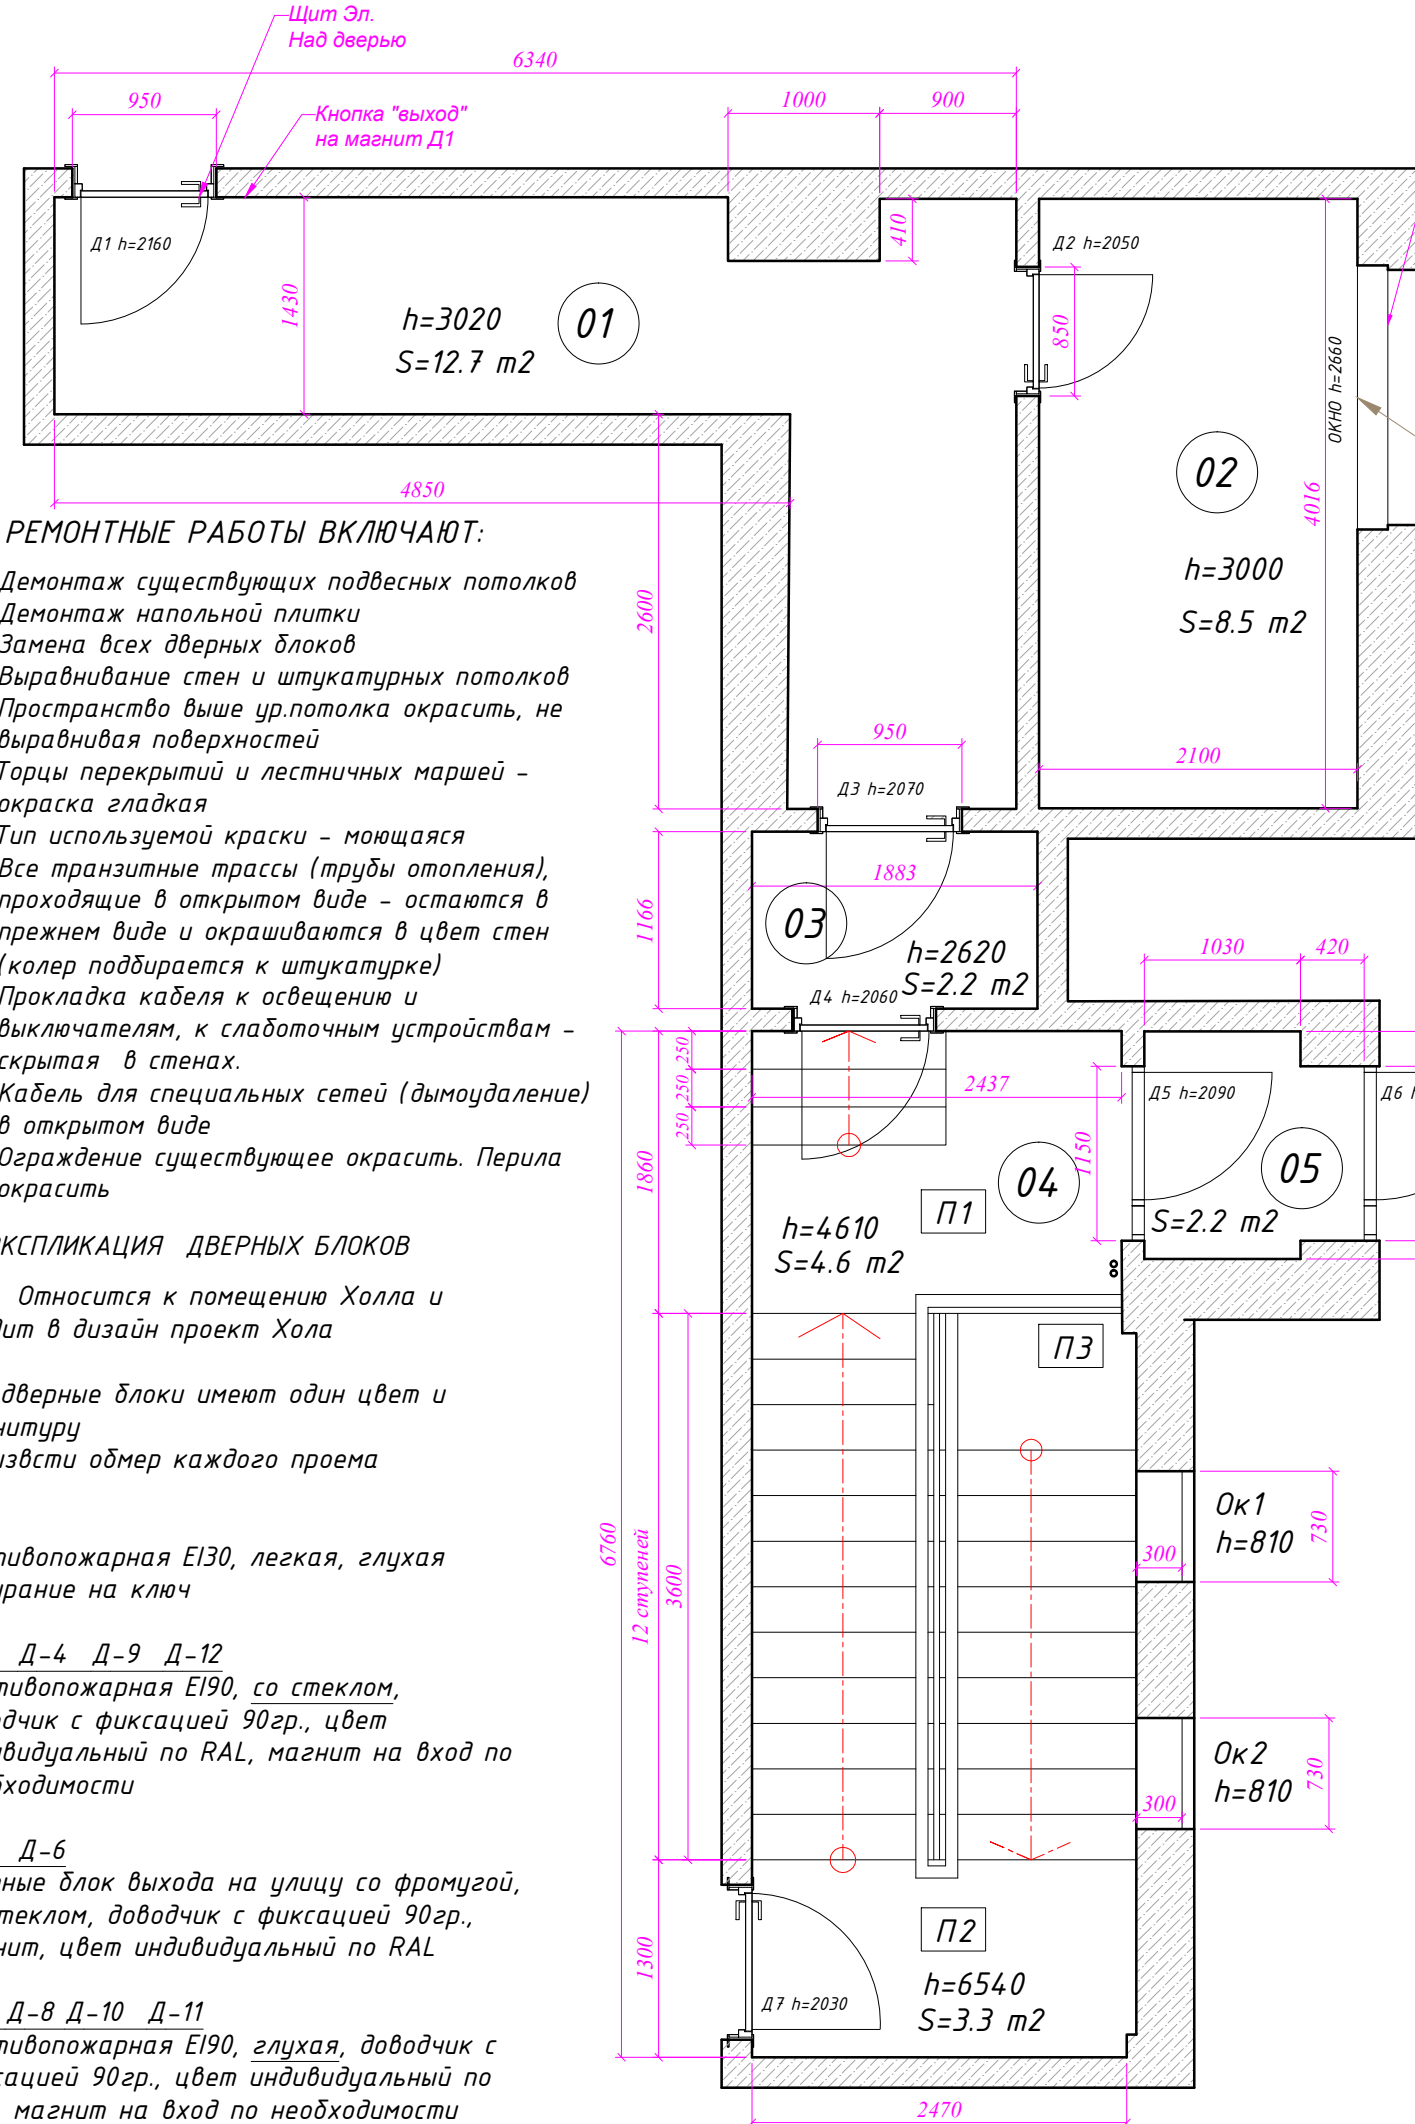 Щит Эл.
Над дверью
6340
950
Кнопка "выход"
на магнит Д1
1000
900
Д1 h=2160
410
Д2 h=2050
1430
h=3020
01
S=12.7 m2
850
ОКНО h=2660
02
4016
4850
h=3000
S=8.5 m2
2600
2100
950
Д3 h=2070
РЕМОНТНЫЕ РАБОТЫ ВКЛЮЧАЮТ:
Демонтаж существующих подвесных потолков
Демонтаж напольной плитки
Замена всех дверных блоков
Выравнивание стен и штукатурных потолков
Пространство выше ур.потолка окрасить, не
выравнивая поверхностей
Торцы перекрытий и лестничных маршей -
окраска гладкая
Тип используемой краски - моющаяся
Все транзитные трассы (трубы отопления),
проходящие в открытом виде - остаются в
прежнем виде и окрашиваются в цвет стен
(колер подбирается к штукатурке)
Прокладка кабеля к освещению и
выключателям, к слаботочным устройствам -
скрытая в стенах.
Кабель для специальных сетей (дымоудаление)
в открытом виде
Ограждение существующее окрасить. Перила
окрасить
1883
1166
03
h=2620
S=2.2 m2
Д4 h=2060
1030
420
250
250
250
2437
Д5 h=2090
Д6 h
1150
1860
04
05
П1
S=2.2 m2
h=4610
S=4.6 m2
П3
КСПЛИКАЦИЯ ДВЕРНЫХ БЛОКОВ
Относится к помещению Холла и
дит в дизайн проект Хола
дверные блоки имеют один цвет и
нитуру
извсти обмер каждого проема
тивопожарная EI30, легкая, глухая
ирание на ключ
Д-4 Д-9 Д-12
тивопожарная EI90, со стеклом,
одчик с фиксацией 90гр., цвет
ивидуальный по RAL, магнит на вход по
бходимости
Д-6
рные блок выхода на улицу со фромугой,
стеклом, доводчик с фиксацией 90гр.,
нит, цвет индивидуальный по RAL
Д-8 Д-10 Д-11
тивопожарная EI90, глухая, доводчик с
сацией 90гр., цвет индивидуальный по
магнит на вход по необходимости
6760
12 ступеней
3600
Ок1
h=810
730
300
Ок2
h=810
730
300
1300
П2
h=6540
S=3.3 m2
Д7 h=2030
2470